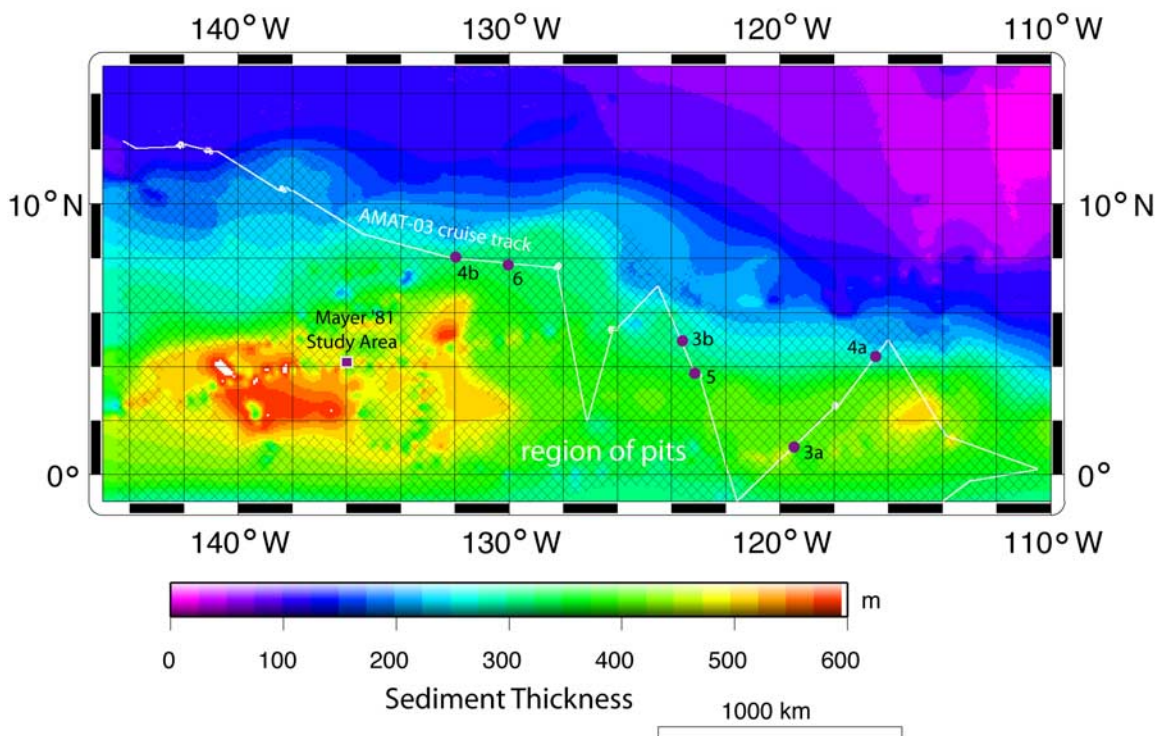 140°W 130°W 120°W 110°W
10°N 10°N
AMAT-03 cruise track
4b 6
Mayer '81
Study Area
3b
4a
5
region of pits
3a
0° 0°
140°W 130°W 120°W 110°W
m
0 100 200 300 400 500 600
Sediment Thickness
1000 km